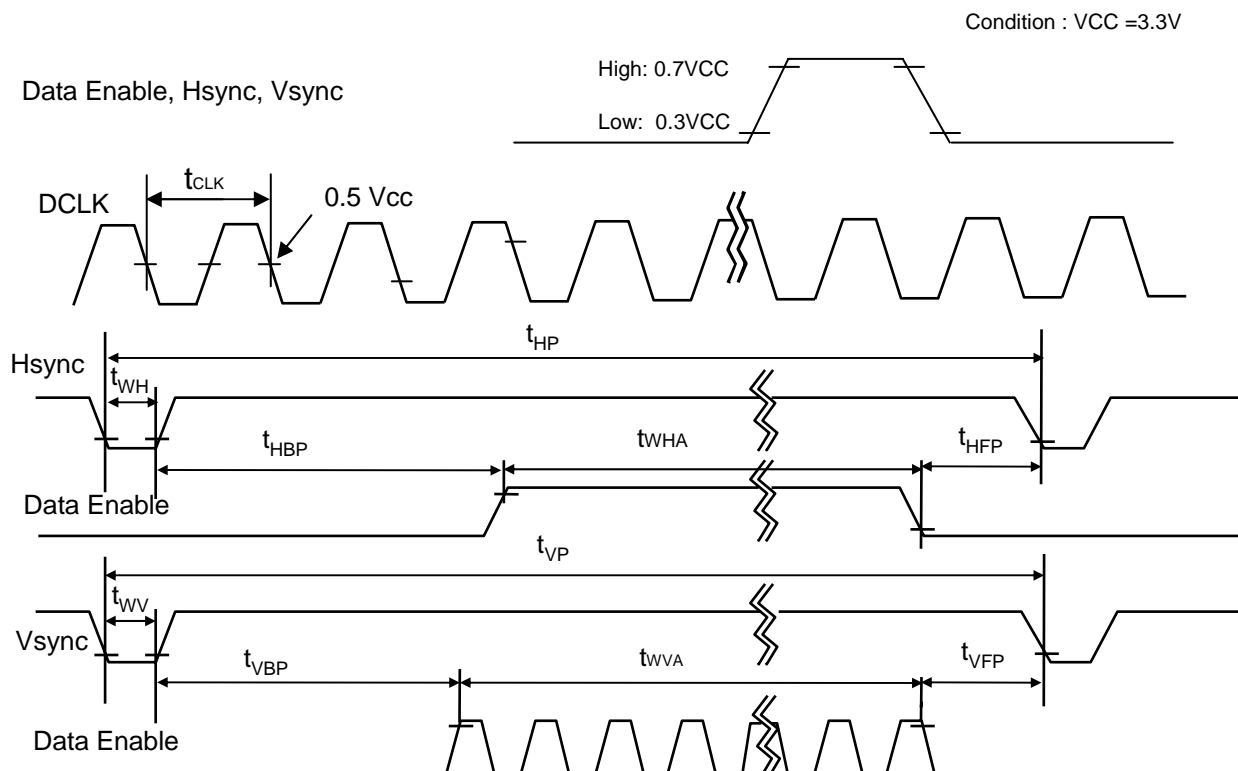 Condition : VCC =3.3V
High: 0.7VCC
Data Enable, Hsync, Vsync
Low: 0.3VCC
tCLK
DCLK
0.5 Vcc
tHP
Hsync
tWH
tHBP
tWHA
tHFP
Data Enable
tVP
tWV
Vsync
tVBP
tWVA
tVFP
Data Enable